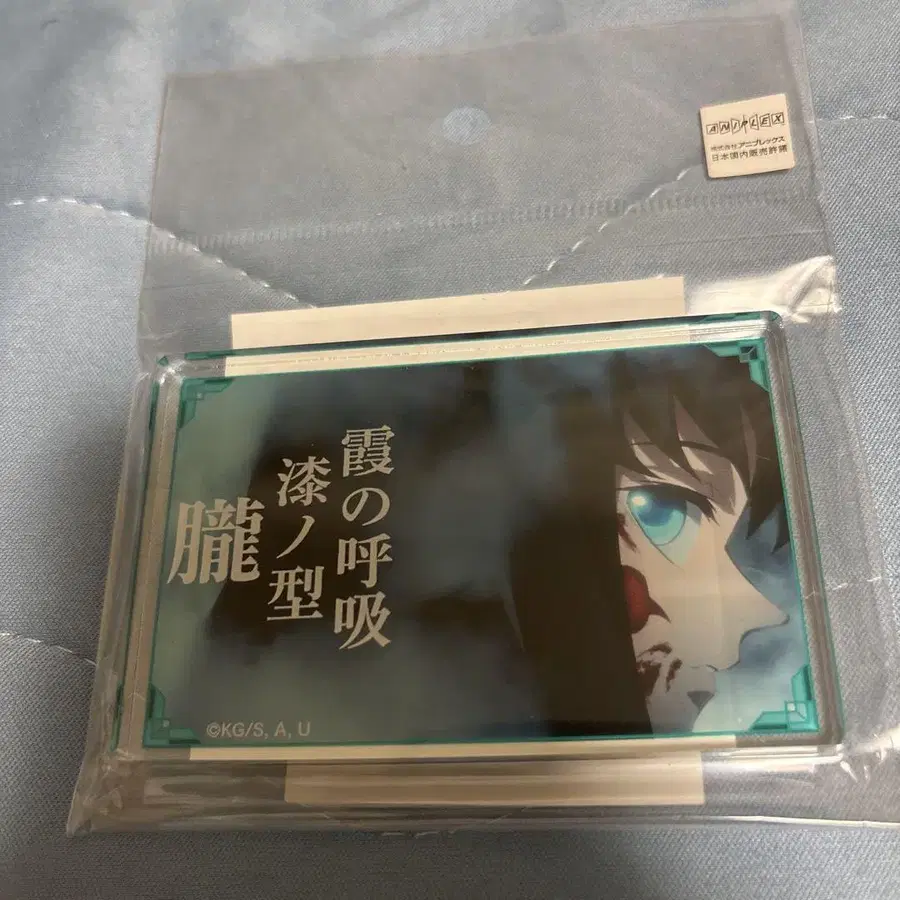 ANIPLEX
株式会社アニプレックス
日本国内販売許諾
霞の呼吸
漆ノ型
朧
©KG/S, A, U